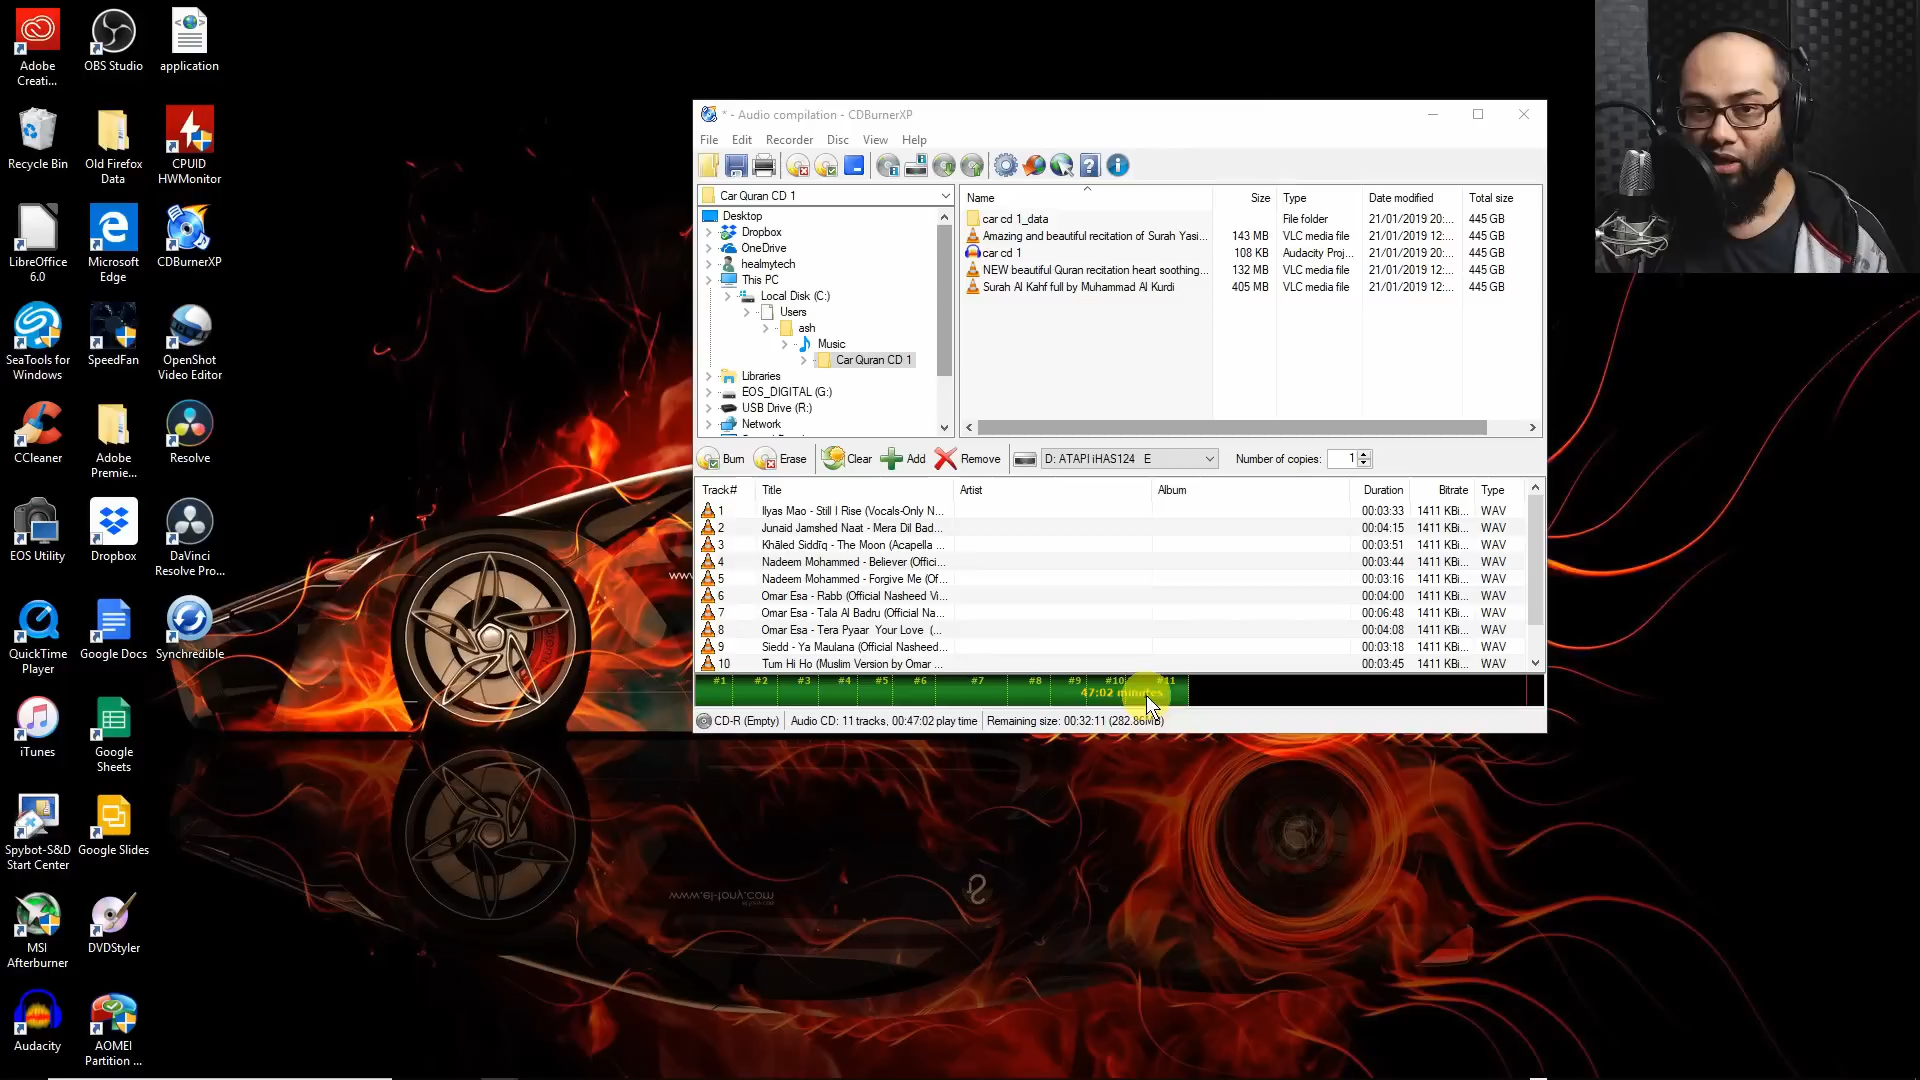 Adobe
Creati...
OBS Studio
application
Recycle Bin
Old Firefox
Data
CPUID
HWMonitor
LibreOffice
6.0
Microsoft
Edge
CDBurnerXP
SeaTools for
Windows
SpeedFan
OpenShot
Video Editor
CCleaner
Adobe
Premie...
Resolve
EOS Utility
Dropbox
DaVinci
Resolve Pro...
QuickTime
Player
Google Docs
Synchredible
iTunes
Google
Sheets
Spybot-S&D
Start Center
Google Slides
MSI
Afterburner
DVDStyler
Audacity
AOMEI
Partition ...
* - Audio compilation - CDBurnerXP
File Edit Recorder Disc View Help
Car Quran CD 1
Desktop
Dropbox
OneDrive
healmytech
This PC
Local Disk (C:)
Users
ash
Music
Car Quran CD 1
Libraries
EOS_DIGITAL (G:)
USB Drive (R:)
Network
Name Size Type Date modified Total size
car cd 1_data File folder 21/01/2019 20:... 445 GB
Amazing and beautiful recitation of Surah Yasi... 143 MB VLC media file 21/01/2019 12:... 445 GB
car cd 1 108 KB Audacity Proj... 21/01/2019 20:... 445 GB
NEW beautiful Quran recitation heart soothing... 132 MB VLC media file 21/01/2019 12:... 445 GB
Surah Al Kahf full by Muhammad Al Kurdi 405 MB VLC media file 21/01/2019 12:... 445 GB
Burn Erase Clear Add Remove D: ATAPI iHAS124 E Number of copies: 1
Track# Title Artist Album Duration Bitrate Type
1 Ilyas Mao - Still I Rise (Vocals-Only N... 00:03:33 1411 KBi... WAV
2 Junaid Jamshed Naat - Mera Dil Bad... 00:04:15 1411 KBi... WAV
3 Khāled Siddīq - The Moon (Acapella ... 00:03:51 1411 KBi... WAV
4 Nadeem Mohammed - Believer (Offici... 00:03:44 1411 KBi... WAV
5 Nadeem Mohammed - Forgive Me (Of... 00:03:16 1411 KBi... WAV
6 Omar Esa - Rabb (Official Nasheed Vi... 00:04:00 1411 KBi... WAV
7 Omar Esa - Tala Al Badru (Official Na... 00:06:48 1411 KBi... WAV
8 Omar Esa - Tera Pyaar Your Love (... 00:04:08 1411 KBi... WAV
9 Siedd - Ya Maulana (Official Nasheed... 00:03:18 1411 KBi... WAV
10 Tum Hi Ho (Muslim Version by Omar ... 00:03:45 1411 KBi... WAV
#1 #2 #3 #4 #5 #6 #7 #8 #9 #10 #11
47:02 minutes
CD-R (Empty) Audio CD: 11 tracks, 00:47:02 play time Remaining size: 00:32:11 (282.86MB)
www
www.el-tony.com